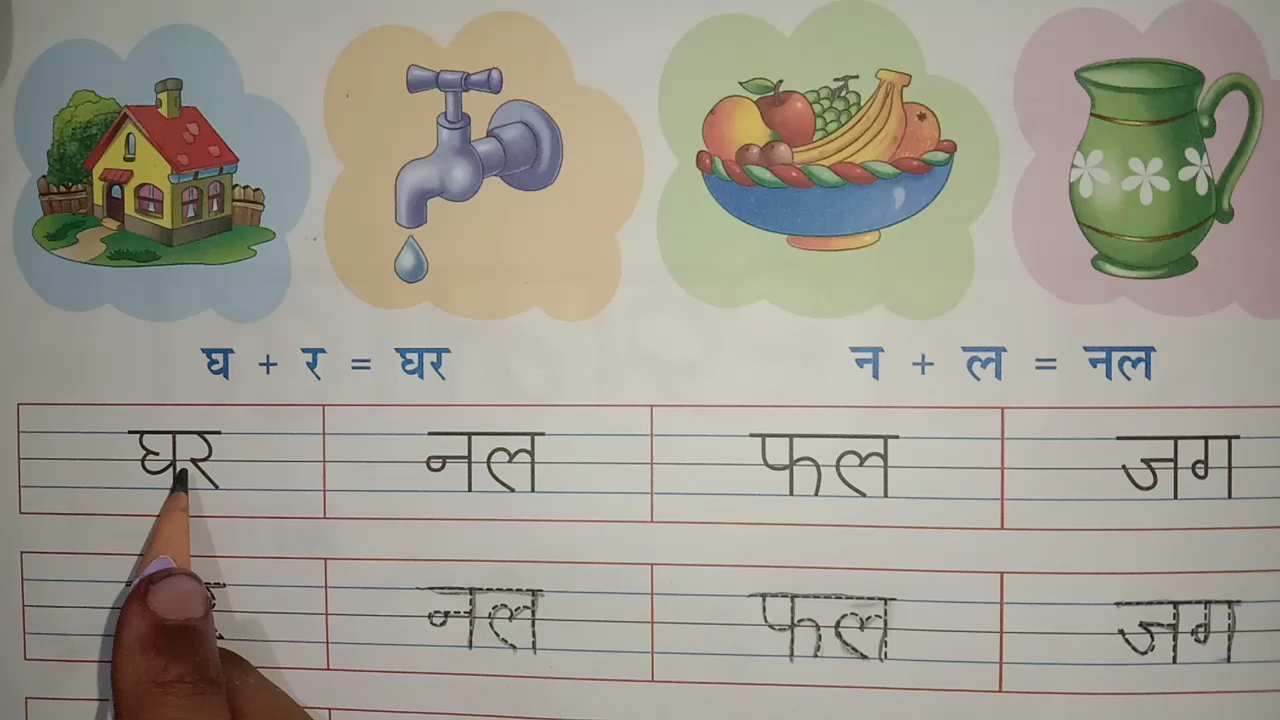 घ + र = घर न + ल = नल
घर नल फल जग
नल फल जग